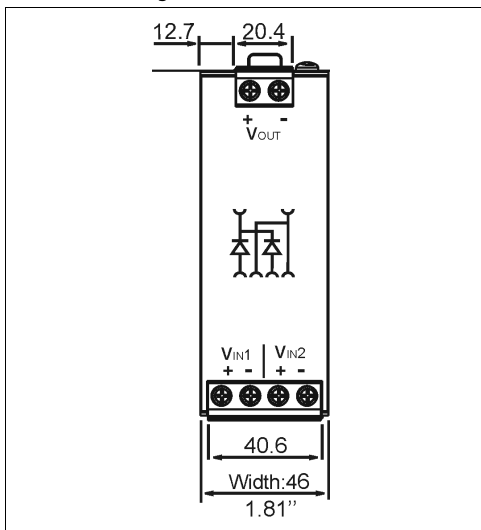 12.7 20.4
+ -
VOUT
VIN1 VIN2
+ - + -
40.6
Width:46
1.81’’